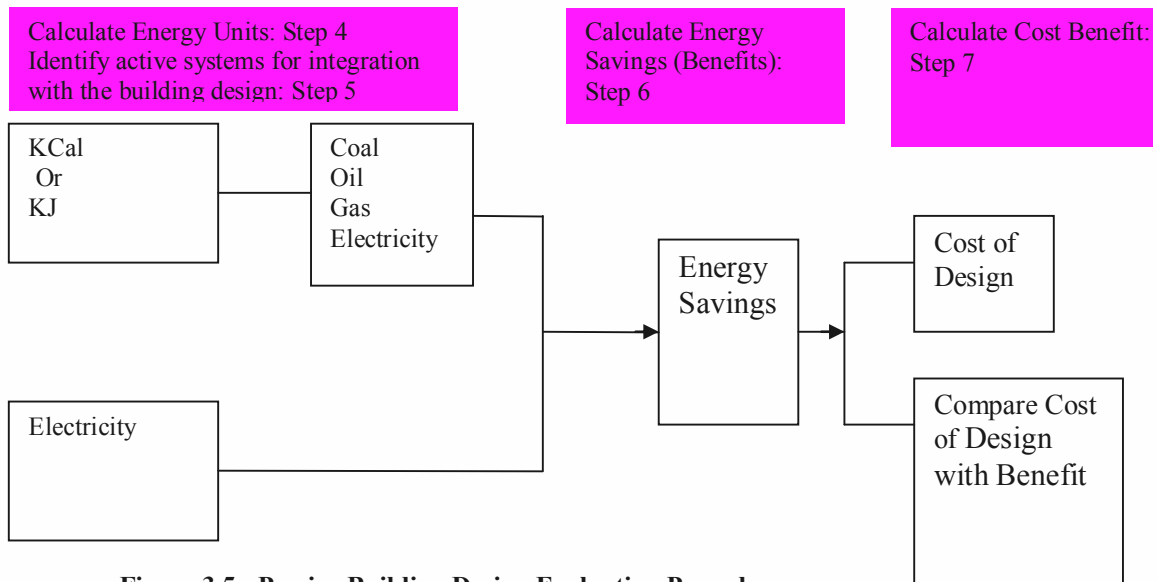 Calculate Energy Units: Step 4
Identify active systems for integration
with the building design: Step 5
Calculate Energy
Savings (Benefits):
Step 6
Calculate Cost Benefit:
Step 7
KCal
Or
KJ
Coal
Oil
Gas
Electricity
Energy
Savings
Cost of
Design
Electricity
Compare Cost
of Design
with Benefit
Figure 3.5 Passive Building Design Evaluation